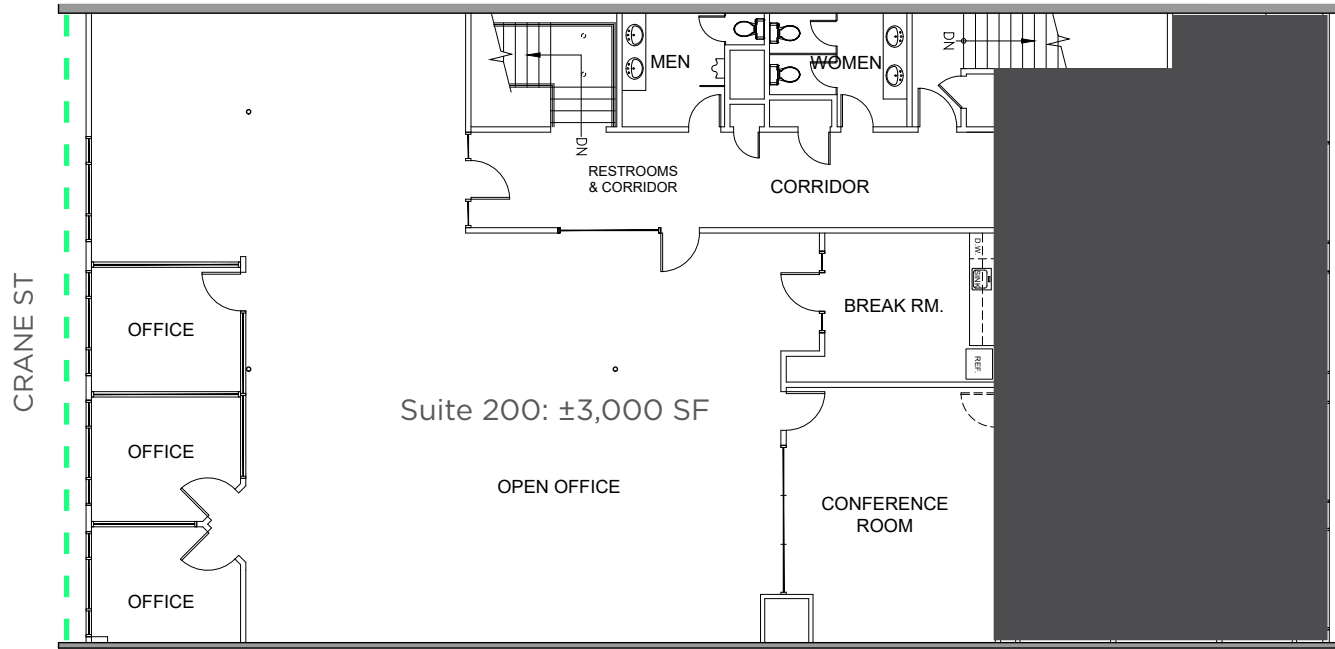 MEN
WOMEN
DN
DN
RESTROOMS
& CORRIDOR
CORRIDOR
D.W.
SINK
BREAK RM.
REF.
OFFICE
CRANE ST
Suite 200: ±3,000 SF
OFFICE
OPEN OFFICE
CONFERENCE
ROOM
OFFICE